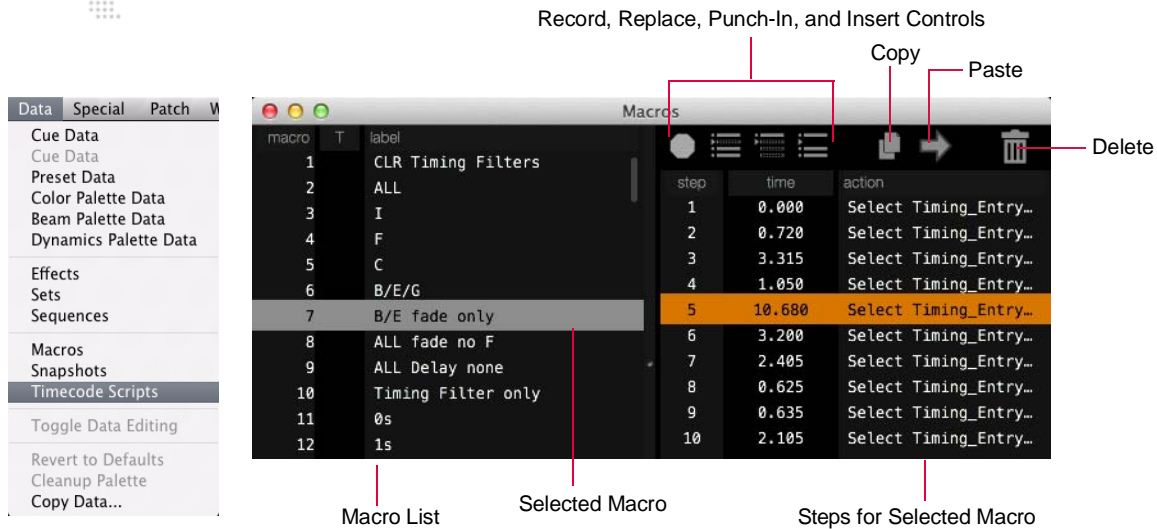 Record, Replace, Punch-In, and Insert Controls
Copy
Paste
Delete
Data Special Patch W
Cue Data
Cue Data
Preset Data
Color Palette Data
Beam Palette Data
Dynamics Palette Data
Effects
Sets
Sequences
Macros
Snapshots
Timecode Scripts
Toggle Data Editing
Revert to Defaults
Cleanup Palette
Copy Data...
Macros
macro T label
1 CLR Timing Filters
2 ALL
3 I
4 F
5 C
6 B/E/G
7 B/E fade only
8 ALL fade no F
9 ALL Delay none
10 Timing Filter only
11 0s
12 1s
step time action
1 0.000 Select Timing_Entry…
2 0.720 Select Timing_Entry…
3 3.315 Select Timing_Entry…
4 1.050 Select Timing_Entry…
5 10.680 Select Timing_Entry…
6 3.200 Select Timing_Entry…
7 2.405 Select Timing_Entry…
8 0.625 Select Timing_Entry…
9 0.635 Select Timing_Entry…
10 2.105 Select Timing_Entry…
Macro List
Selected Macro
Steps for Selected Macro